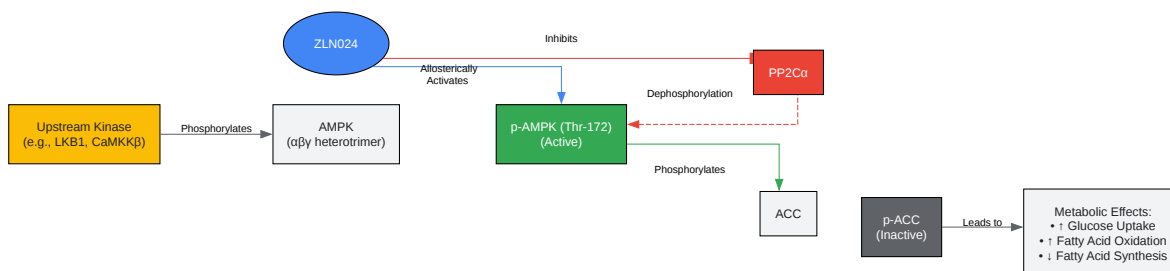 ZLN024
Inhibits
Allosterically
Activates
PP2Cα
Dephosphorylation
Upstream Kinase
(e.g., LKB1, CaMKKβ)
Phosphorylates
AMPK
(αβγ heterotrimer)
p-AMPK (Thr-172)
(Active)
Phosphorylates
ACC
p-ACC
(Inactive)
Leads to
Metabolic Effects:
• ↑ Glucose Uptake
• ↑ Fatty Acid Oxidation
• ↓ Fatty Acid Synthesis